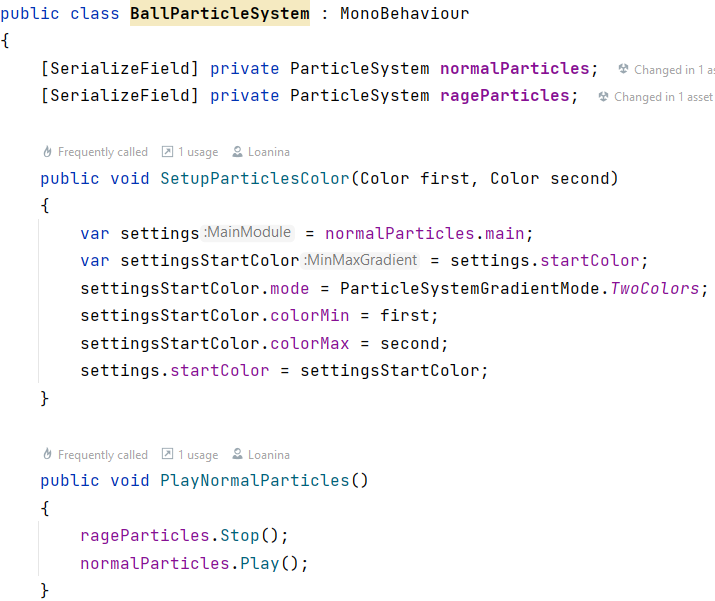 public class BallParticleSystem : MonoBehaviour
{
[SerializeField] private ParticleSystem normalParticles; Changed in 1 as
[SerializeField] private ParticleSystem rageParticles; Changed in 1 asset
Frequently called 1 usage Loanina
public void SetupParticlesColor(Color first, Color second)
{
var settings :MainModule = normalParticles.main;
var settingsStartColor :MinMaxGradient = settings.startColor;
settingsStartColor.mode = ParticleSystemGradientMode.TwoColors;
settingsStartColor.colorMin = first;
settingsStartColor.colorMax = second;
settings.startColor = settingsStartColor;
}
Frequently called 1 usage Loanina
public void PlayNormalParticles()
{
rageParticles.Stop();
normalParticles.Play();
}